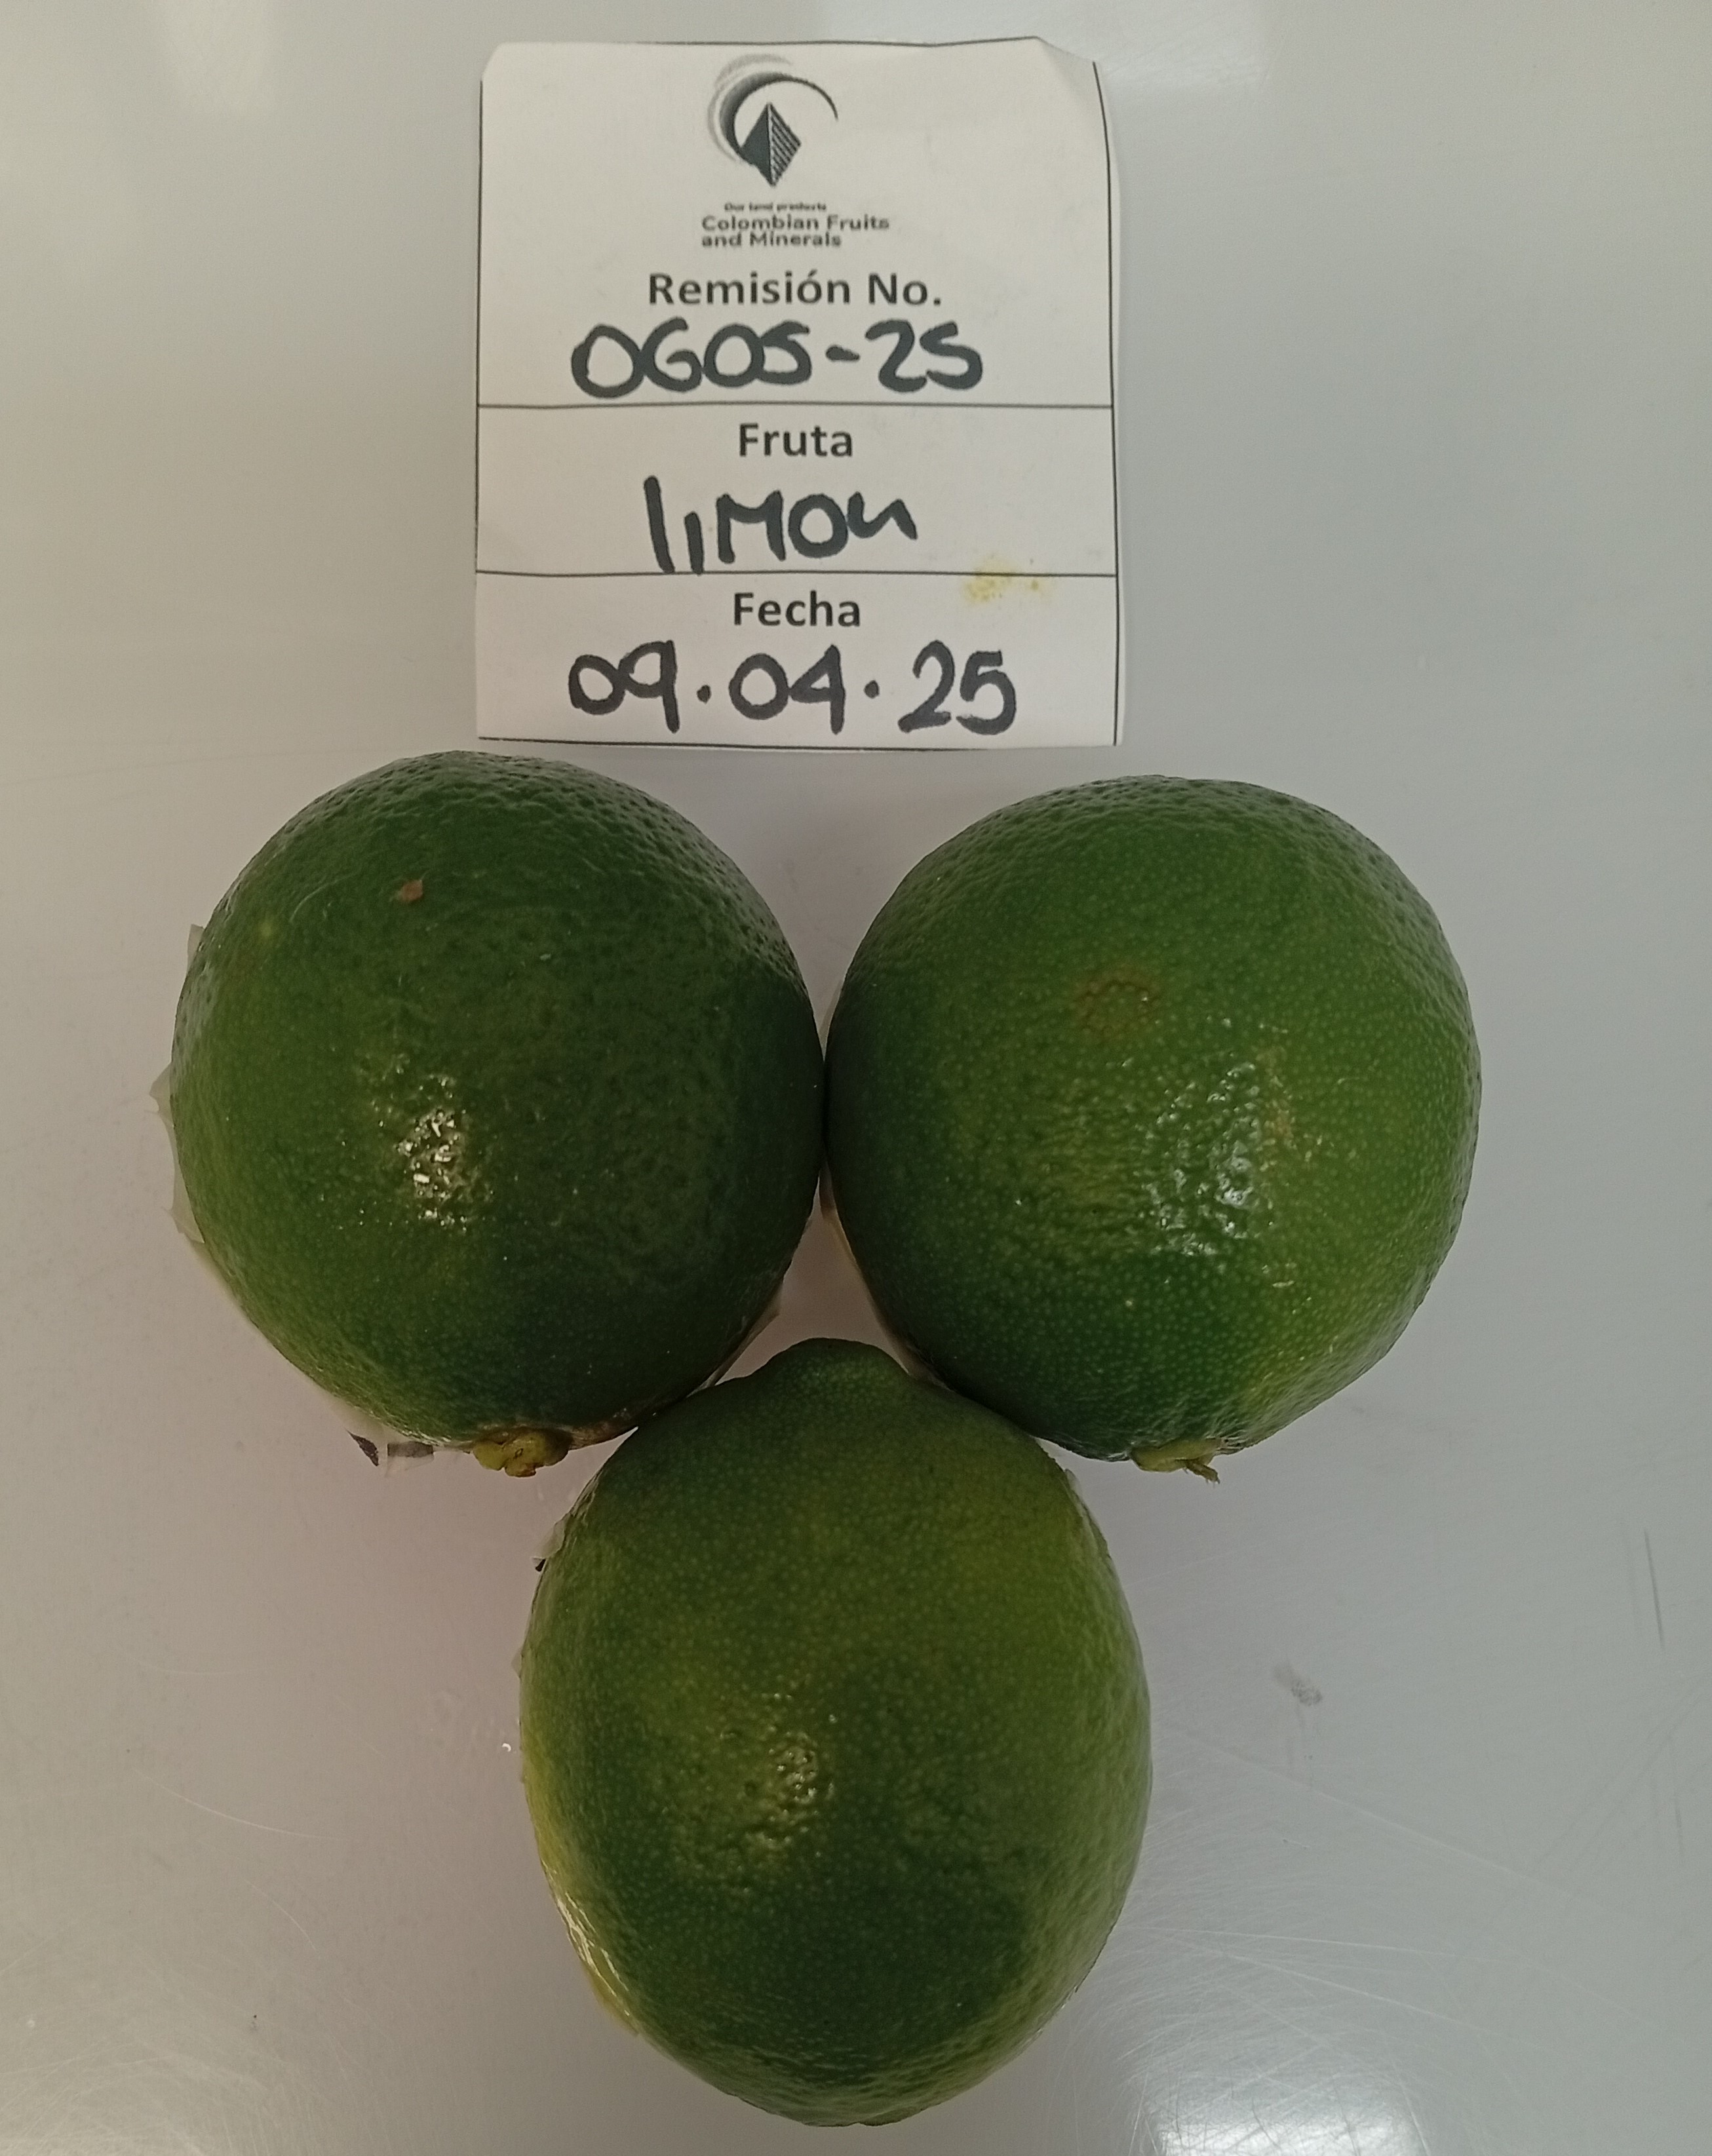 Our land products
Colombian Fruits
and Minerals
Remisión No.
0605-25
Fruta
lIMON
Fecha
09.04.25